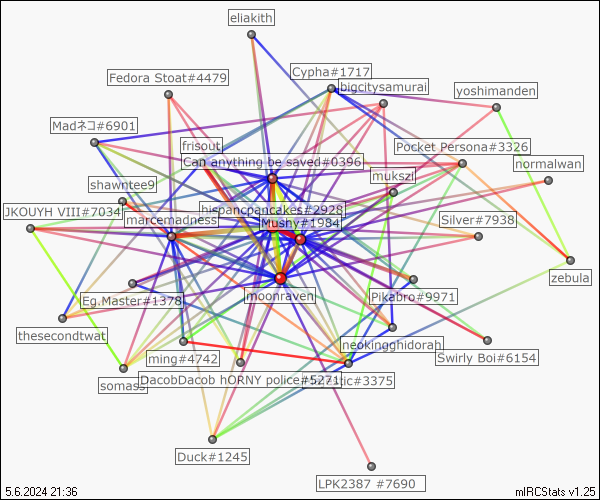 eliakith
Cypha#1717
Fedora Stoat#4479
bigcitysamurai
yoshimanden
Madネコ#6901
frisout
Pocket Persona#3326
Can anything be saved#0396
normalwan
mukszi
shawntee9
JKOUYH VIII#7034
hispancpancakes#2928
marcemadness
Mushy#1984
Silver#7938
zebula
moonraven
Pikabro#9971
Eg.Master#1378
thesecondtwat
neokingghidorah
ming#4742
Swirly Boi#6154
DacobDacob hORNY police#5271
tic#3375
somass
Duck#1245
LPK2387 #7690
5.6.2024 21:36
mIRCStats v1.25